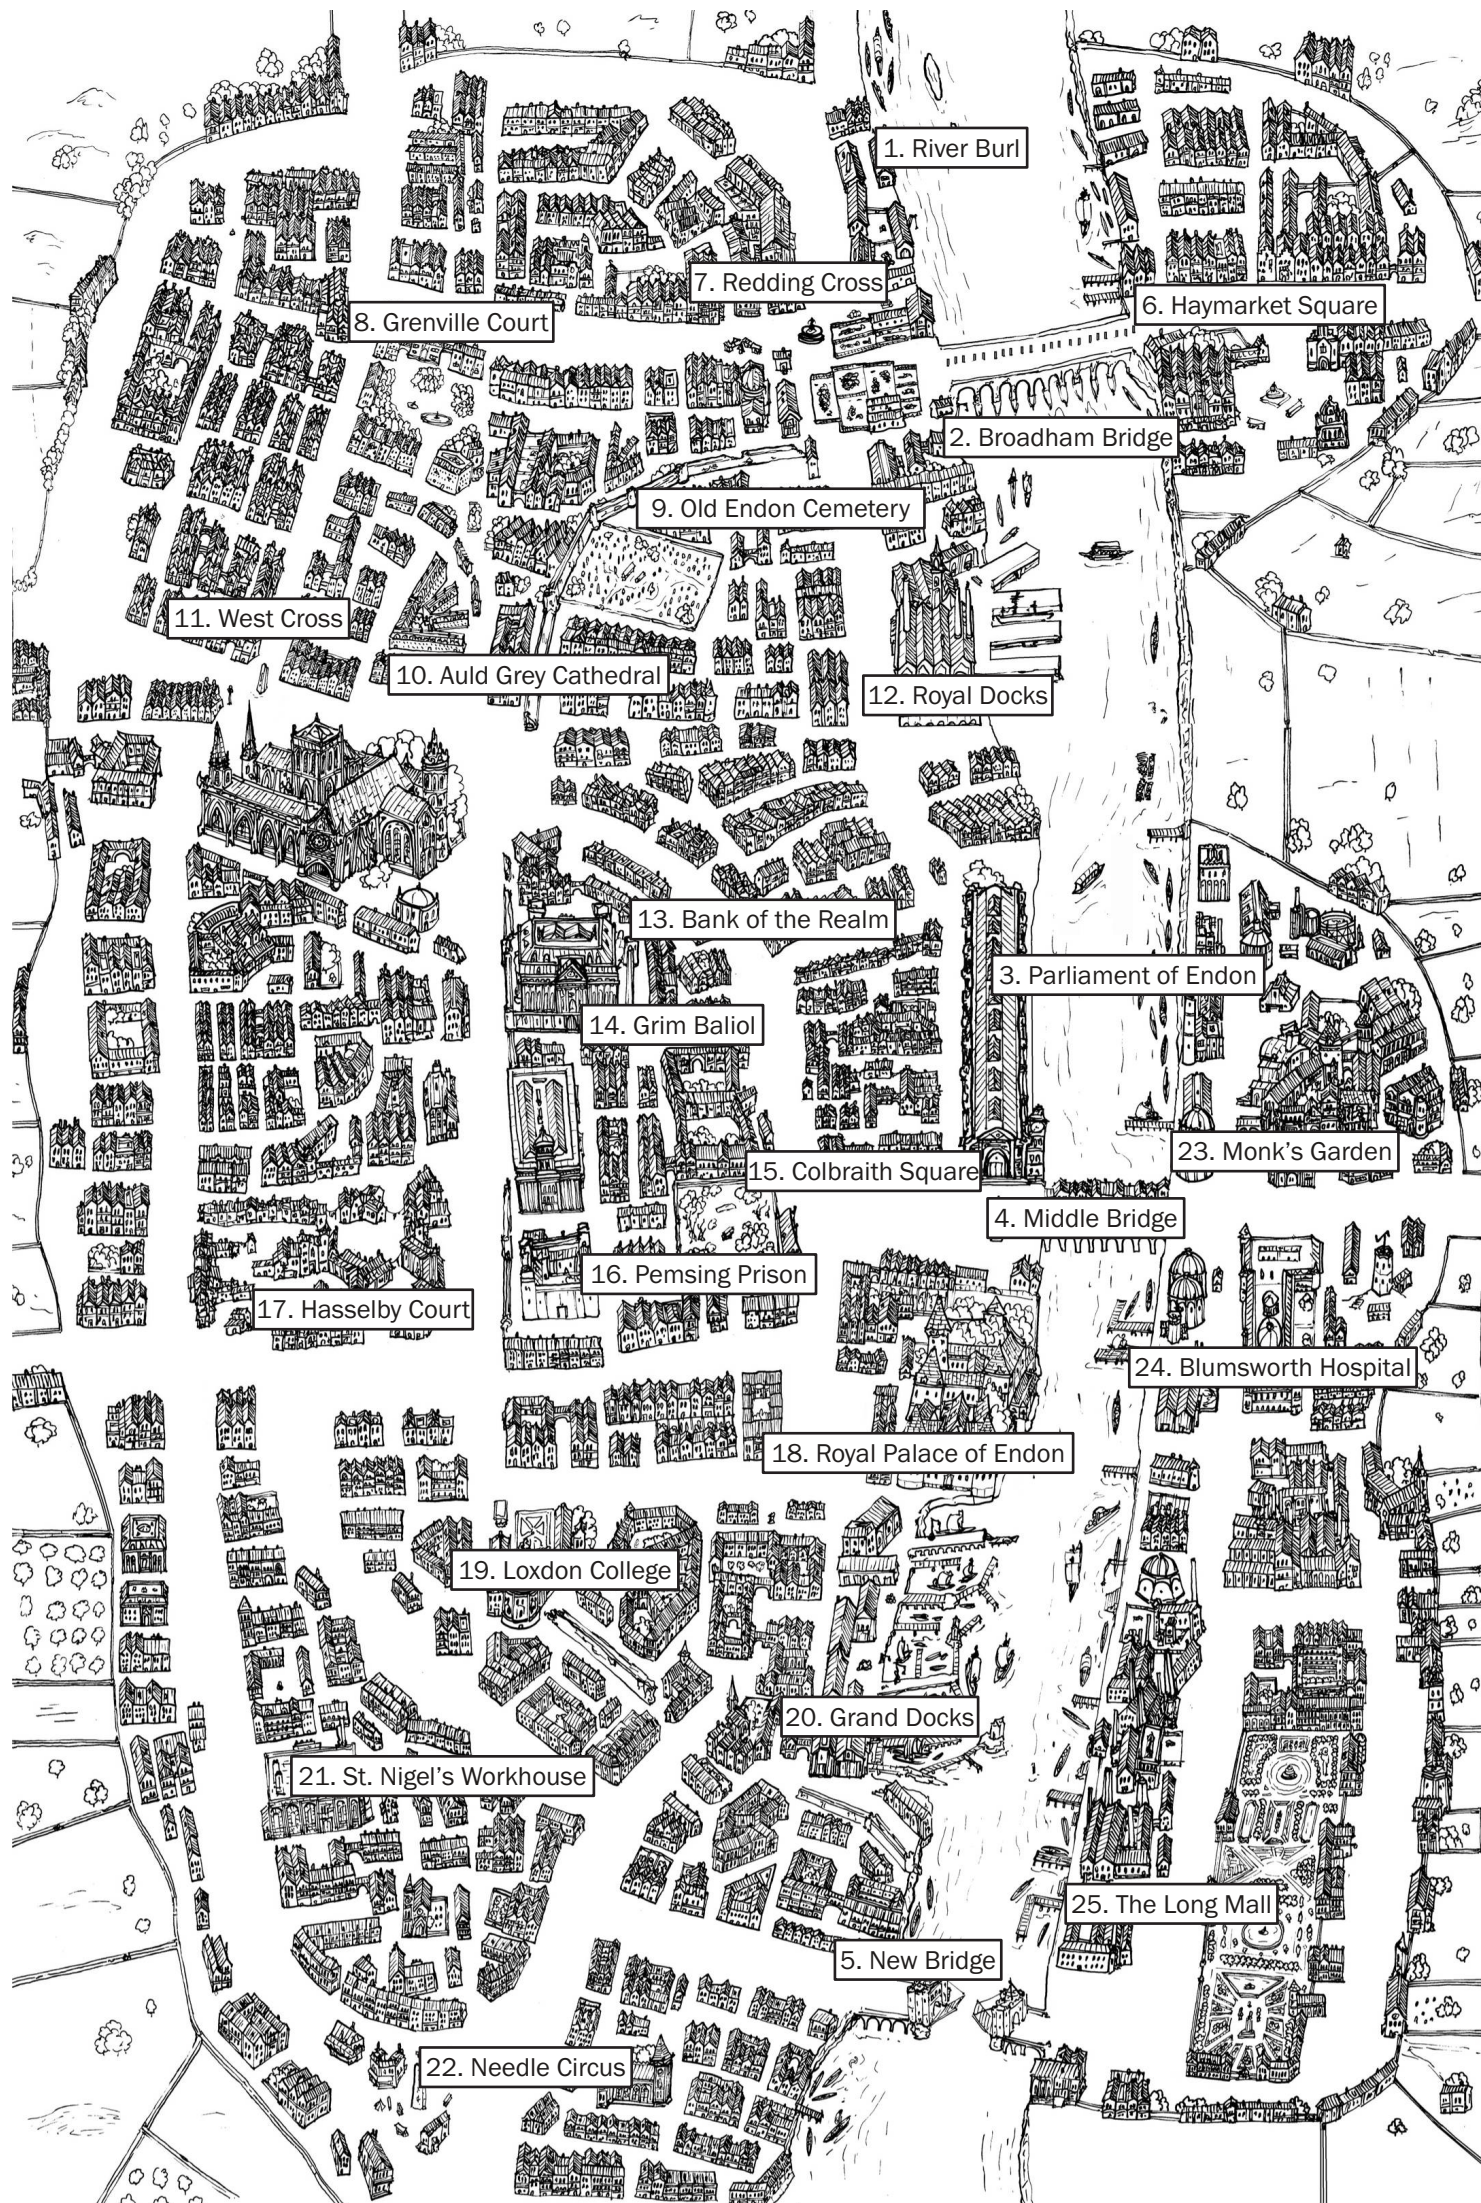 1. River Burl
7. Redding Cross
6. Haymarket Square
8. Grenville Court
2. Broadham Bridge
9. Old Endon Cemetery
11. West Cross
10. Auld Grey Cathedral
12. Royal Docks
13. Bank of the Realm
3. Parliament of Endon
14. Grim Baliol
23. Monk's Garden
15. Colbraith Square
4. Middle Bridge
16. Pemsing Prison
17. Hasselby Court
24. Blumsworth Hospital
18. Royal Palace of Endon
19. Loxdon College
20. Grand Docks
21. St. Nigel's Workhouse
25. The Long Mall
5. New Bridge
22. Needle Circus